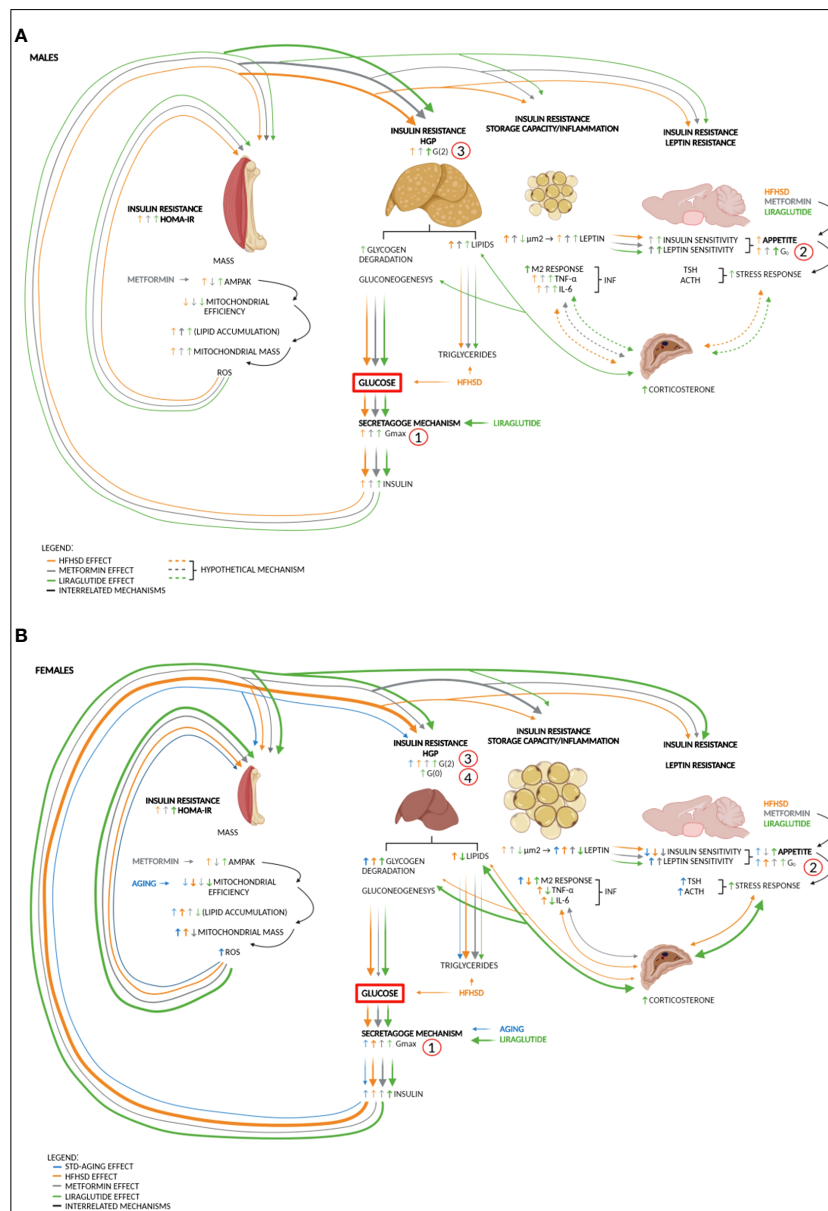 A
MALES
INSULIN RESISTANCE
HGP
↑ ↑ ↑ G(2) 3
INSULIN RESISTANCE
STORAGE CAPACITY/INFLAMMATION
INSULIN RESISTANCE
LEPTIN RESISTANCE
INSULIN RESISTANCE
↑ ↑ ↑ HOMA-IR
MASS
METFORMIN → ↑ ↓ ↑ AMPAK
↓ ↓ ↓ MITOCHONDRIAL
EFFICIENCY
↑ ↑ ↑ (LIPID ACCUMULATION)
↑ ↑ ↑ MITOCHONDRIAL MASS
ROS
↑ GLYCOGEN
DEGRADATION
GLUCONEOGENESYS
↑ ↑ ↑ LIPIDS
TRIGLYCERIDES
GLUCOSE
HFHSD
SECRETAGOGE MECHANISM
↑ ↑ ↑ Gmax 1
LIRAGLUTIDE
↑ ↑ ↑ INSULIN
↑ ↑ ↓ µm2 → ↑ ↑ ↑ LEPTIN
↑ M2 RESPONSE
↑ ↑ ↑ TNF-α
↑ ↑ ↑ IL-6
INF
HFHSD
METFORMIN
LIRAGLUTIDE
↑ ↑ INSULIN SENSITIVITY
↑ ↑ LEPTIN SENSITIVITY
↑ APPETITE
↑ ↑ ↑ G₀ 2
TSH
ACTH
↑ STRESS RESPONSE
↑ CORTICOSTERONE
LEGEND:
HFHSD EFFECT
METFORMIN EFFECT
LIRAGLUTIDE EFFECT
INTERRELATED MECHANISMS
HYPOTHETICAL MECHANISM
B
FEMALES
INSULIN RESISTANCE
HGP
↑ ↑ ↑ ↑ G(2) 3
↑ G(0) 4
INSULIN RESISTANCE
STORAGE CAPACITY/INFLAMMATION
INSULIN RESISTANCE
LEPTIN RESISTANCE
INSULIN RESISTANCE
↑ ↑ ↑ HOMA-IR
MASS
METFORMIN → ↑ ↓ ↑ AMPAK
AGING → ↓ ↓ ↓ ↓ MITOCHONDRIAL
EFFICIENCY
↑ ↑ ↑ ↓ (LIPID ACCUMULATION)
↑ ↑ ↓ MITOCHONDRIAL MASS
↑ ROS
↑ ↑ ↑ GLYCOGEN
DEGRADATION
GLUCONEOGENESYS
↑ ↓ LIPIDS
TRIGLYCERIDES
GLUCOSE
HFHSD
SECRETAGOGE MECHANISM
↑ ↑ ↑ ↑ Gmax 1
AGING
LIRAGLUTIDE
↑ ↑ ↑ ↑ INSULIN
↑ ↑ ↓ µm2 → ↑ ↑ ↑ ↓ LEPTIN
↑ ↓ ↑ M2 RESPONSE
↑ ↓ TNF-α
↑ ↓ IL-6
INF
HFHSD
METFORMIN
LIRAGLUTIDE
↓ ↓ ↓ INSULIN SENSITIVITY
↑ ↑ LEPTIN SENSITIVITY
↑ ↓ ↑ APPETITE
↑ ↑ ↑ ↑ G₀ 2
↑ TSH
↑ ACTH
↑ STRESS RESPONSE
↑ CORTICOSTERONE
LEGEND:
STD-AGING EFFECT
HFHSD EFFECT
METFORMIN EFFECT
LIRAGLUTIDE EFFECT
INTERRELATED MECHANISMS